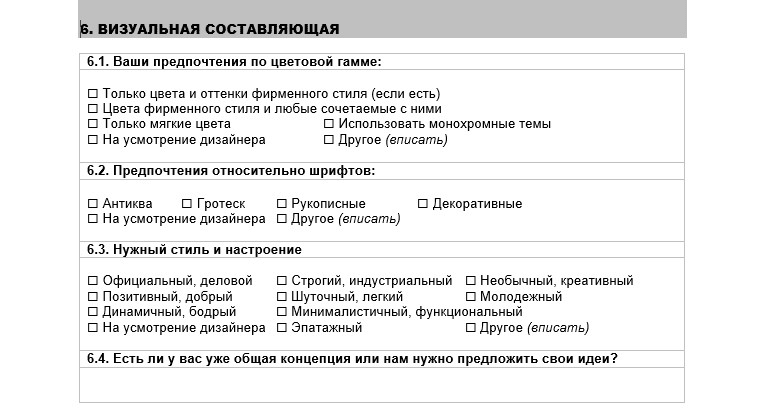 6. ВИЗУАЛЬНАЯ СОСТАВЛЯЮЩАЯ
6.1. Ваши предпочтения по цветовой гамме:
☐ Только цвета и оттенки фирменного стиля (если есть)
☐ Цвета фирменного стиля и любые сочетаемые с ними
☐ Только мягкие цвета ☐ Использовать монохромные темы
☐ На усмотрение дизайнера ☐ Другое (вписать)
6.2. Предпочтения относительно шрифтов:
☐ Антиква ☐ Гротеск ☐ Рукописные ☐ Декоративные
☐ На усмотрение дизайнера ☐ Другое (вписать)
6.3. Нужный стиль и настроение
☐ Официальный, деловой ☐ Строгий, индустриальный ☐ Необычный, креативный
☐ Позитивный, добрый ☐ Шуточный, легкий ☐ Молодежный
☐ Динамичный, бодрый ☐ Минималистичный, функциональный
☐ На усмотрение дизайнера ☐ Эпатажный ☐ Другое (вписать)
6.4. Есть ли у вас уже общая концепция или нам нужно предложить свои идеи?